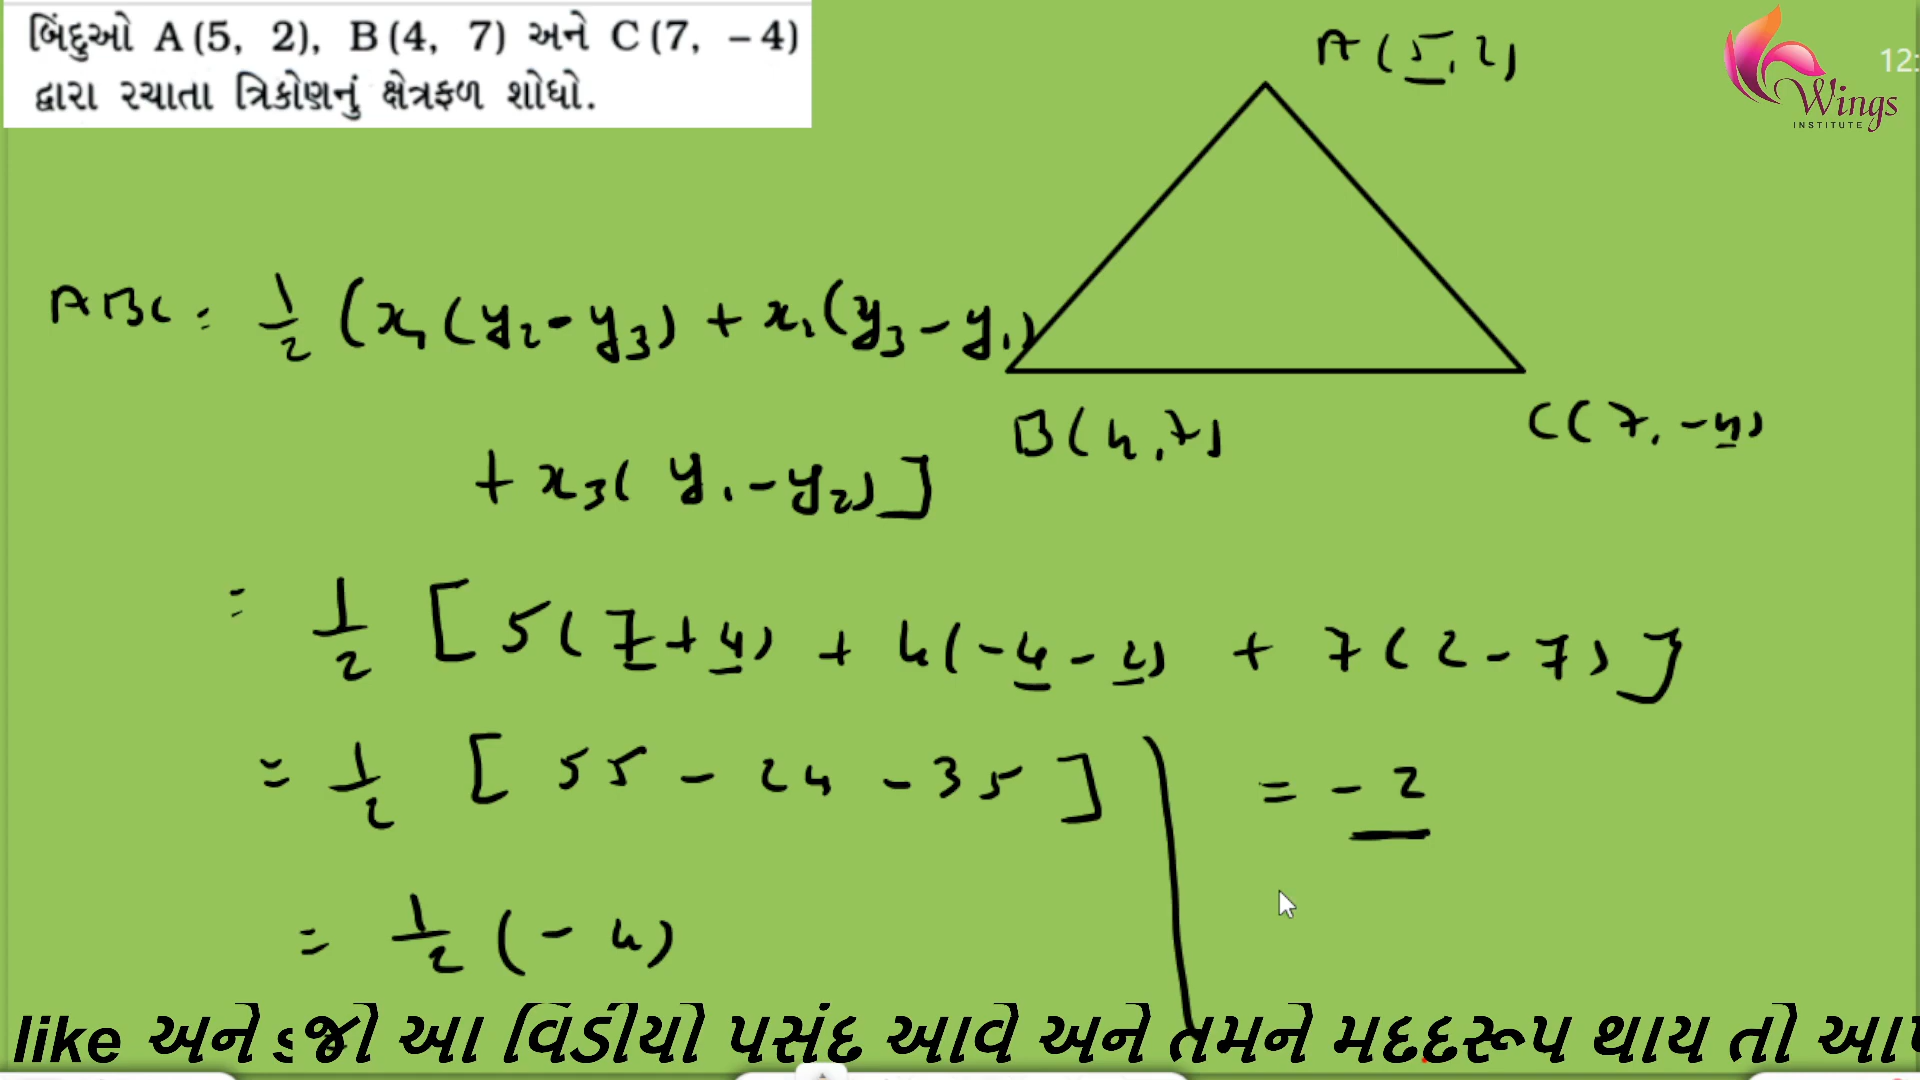 બિંદુઓ A (5, 2), B (4, 7) અને C (7, – 4)
દ્વારા રચાતા ત્રિકોણનું ક્ષેત્રફળ શોધો.
A (5, 2)
12:
Wings
INSTITUTE
ABC = 1/2 (x₁ (y₂ - y₃) + x₂ (y₃ - y₁)
B (4, 7)
C (7, -4)
+ x₃ ( y₁ - y₂) ]
= 1/2 [ 5 ( 7 + 4) + 4 (-4 - 2) + 7 ( 2 - 7) ]
= 1/2 [ 55 - 24 - 35 ]
= - 2
= 1/2 (- 4)
like અને s જો આ વિડીયો પસંદ આવે અને તમને મદદરૂપ થાય તો આપ